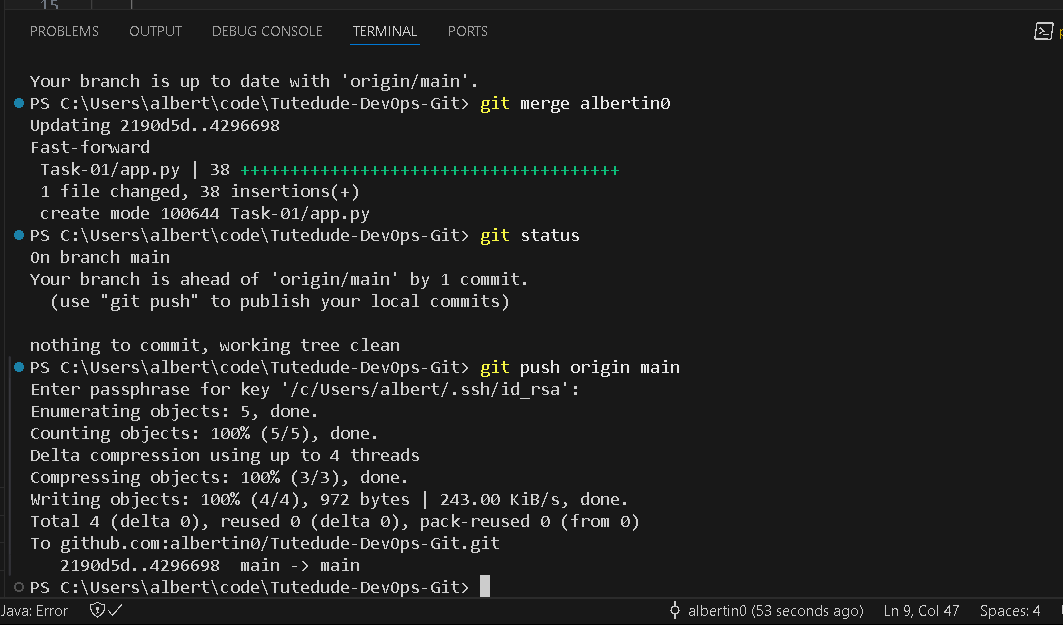 15
PROBLEMS OUTPUT DEBUG CONSOLE TERMINAL PORTS
Your branch is up to date with 'origin/main'.
PS C:\Users\albert\code\Tutedude-DevOps-Git> git merge albertin0
Updating 2190d5d..4296698
Fast-forward
 Task-01/app.py | 38 ++++++++++++++++++++++++++++++++++++++
 1 file changed, 38 insertions(+)
 create mode 100644 Task-01/app.py
PS C:\Users\albert\code\Tutedude-DevOps-Git> git status
On branch main
Your branch is ahead of 'origin/main' by 1 commit.
  (use "git push" to publish your local commits)
nothing to commit, working tree clean
PS C:\Users\albert\code\Tutedude-DevOps-Git> git push origin main
Enter passphrase for key '/c/Users/albert/.ssh/id_rsa':
Enumerating objects: 5, done.
Counting objects: 100% (5/5), done.
Delta compression using up to 4 threads
Compressing objects: 100% (3/3), done.
Writing objects: 100% (4/4), 972 bytes | 243.00 KiB/s, done.
Total 4 (delta 0), reused 0 (delta 0), pack-reused 0 (from 0)
To github.com:albertin0/Tutedude-DevOps-Git.git
   2190d5d..4296698  main -> main
PS C:\Users\albert\code\Tutedude-DevOps-Git>
Java: Error albertin0 (53 seconds ago) Ln 9, Col 47 Spaces: 4